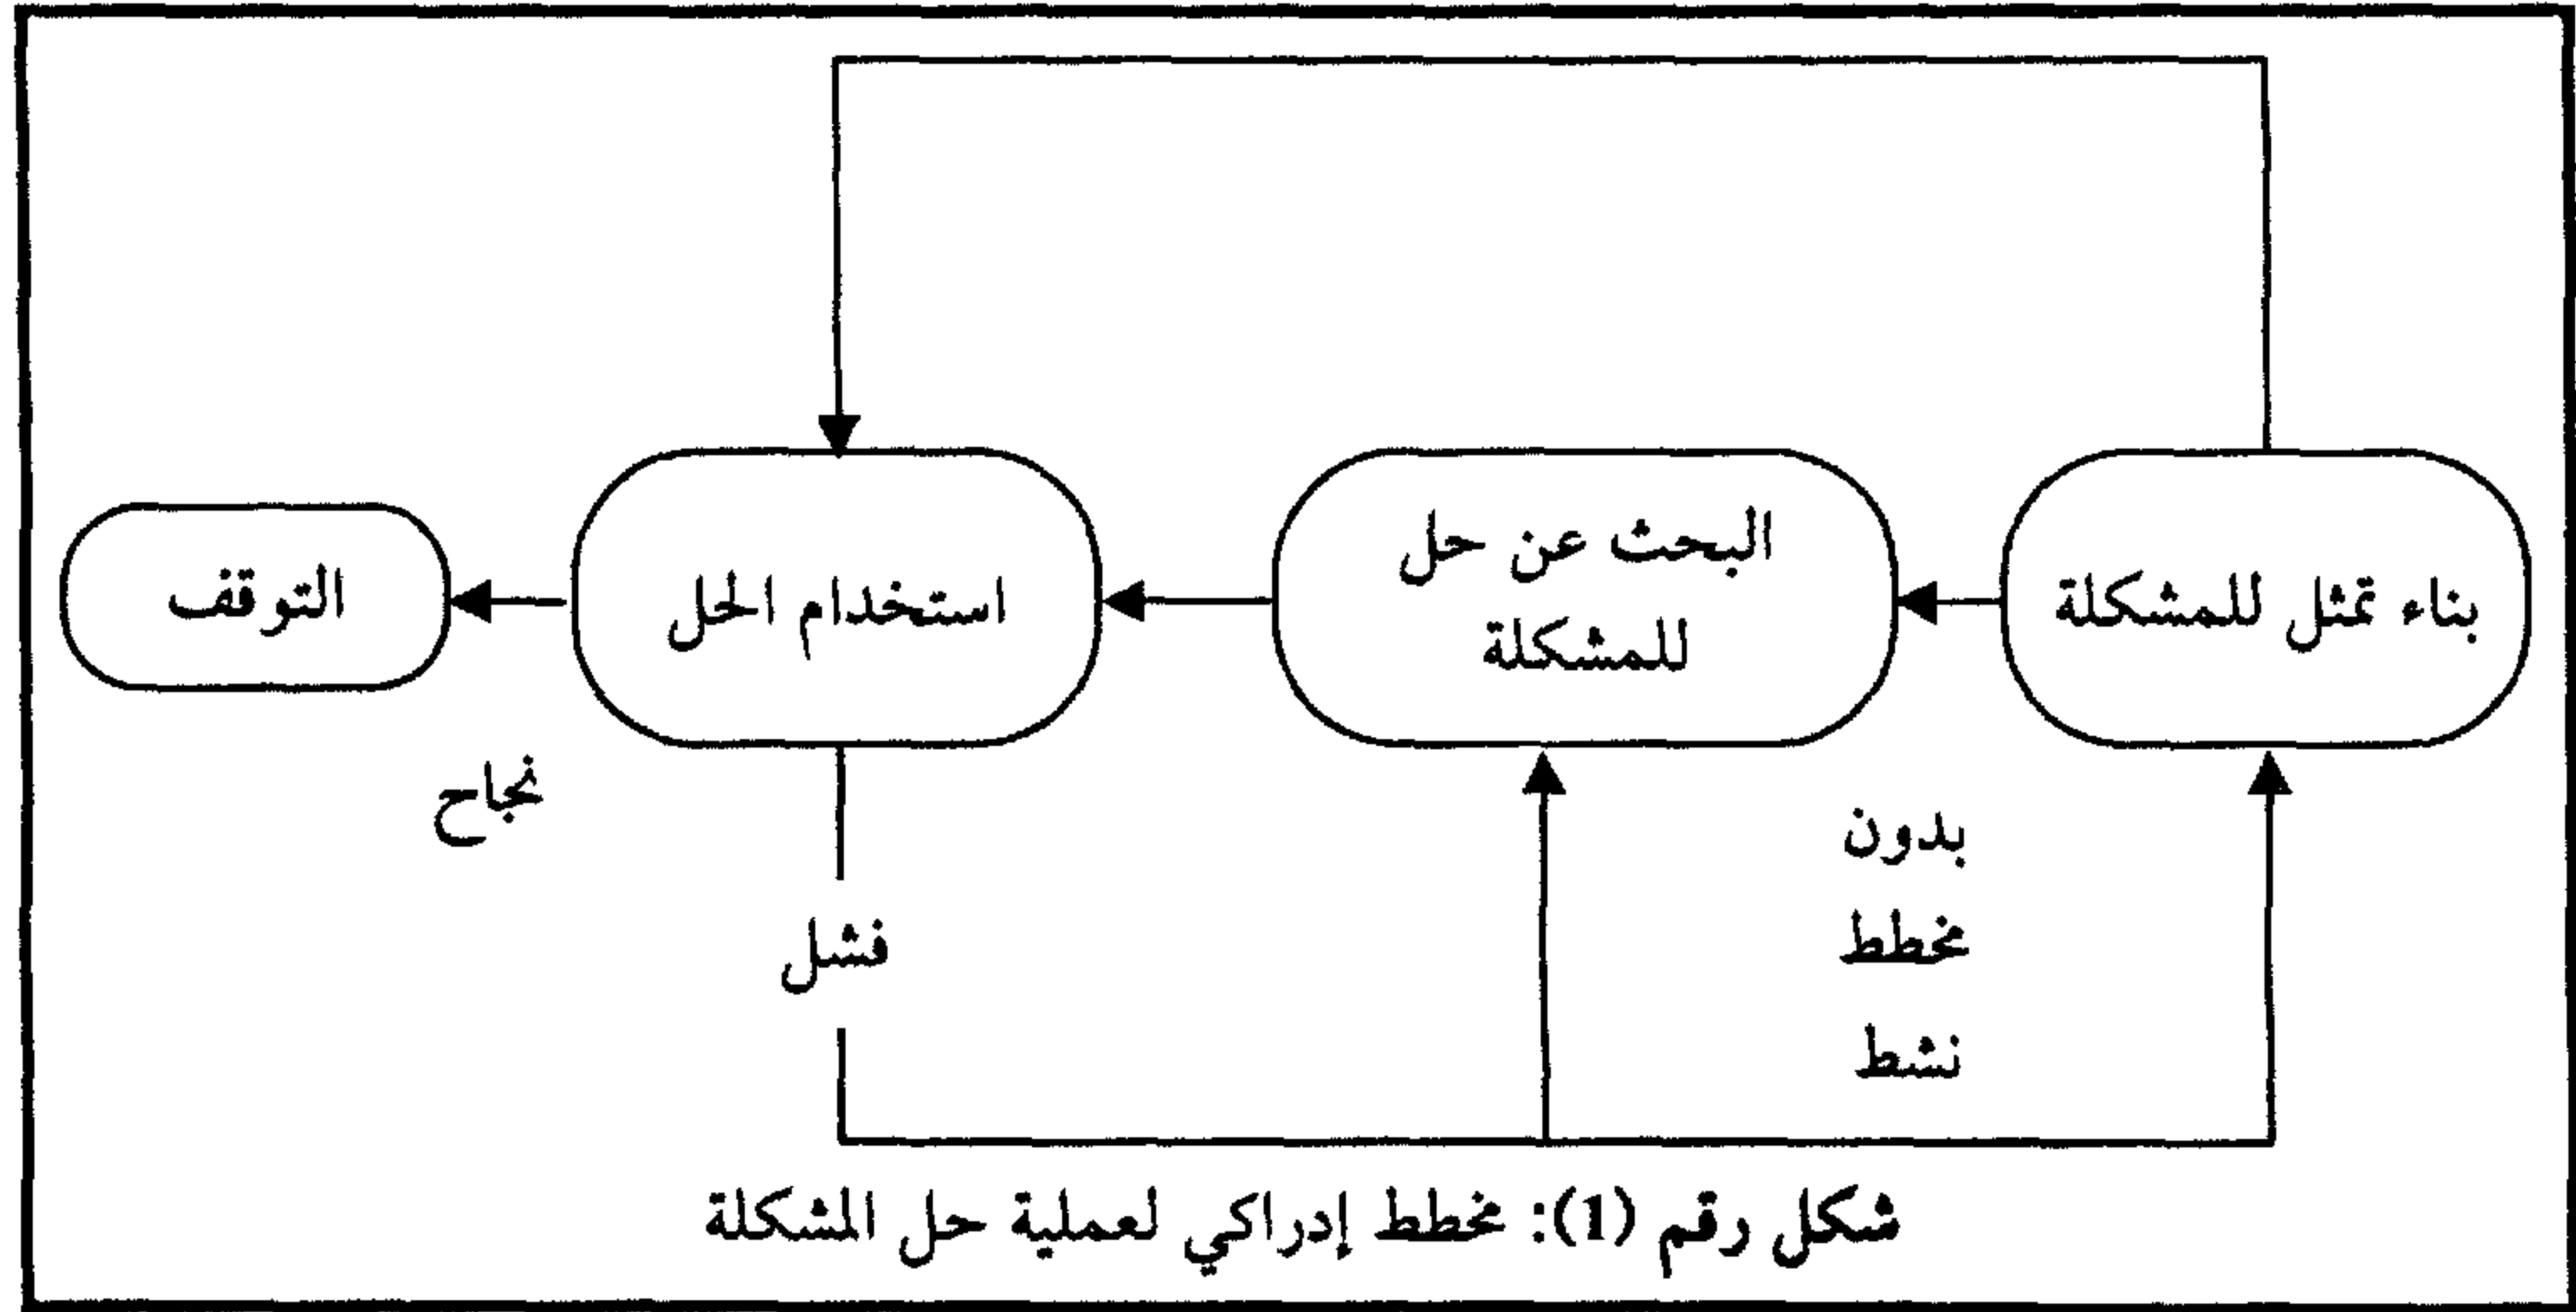 بناء تمثل للمشكلة
البحث عن حل
للمشكلة
استخدام الحل
التوقف
نجاح
بدون
مخطط
نشط
فشل
شكل رقم (1): مخطط إدراكي لعملية حل المشكلة